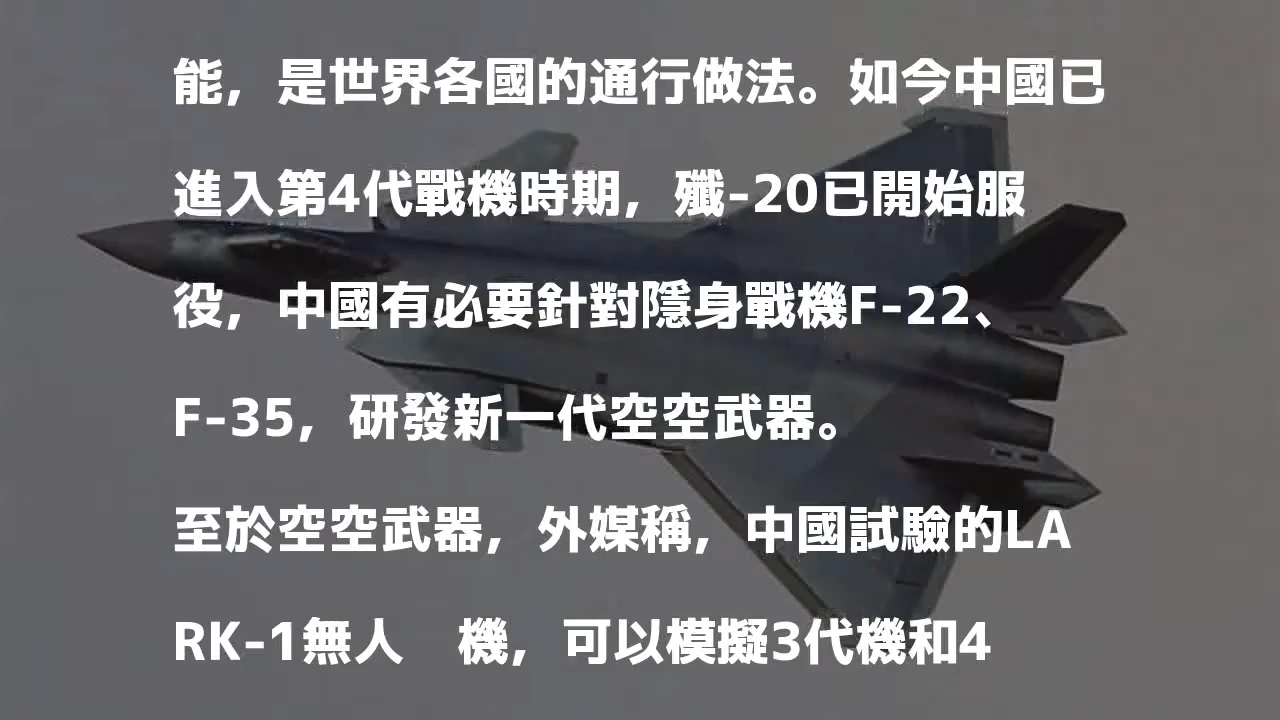 能，是世界各國的通行做法。如今中國已
進入第4代戰機時期，殲-20已開始服
役，中國有必要針對隱身戰機F-22、
F-35，研發新一代空空武器。
至於空空武器，外媒稱，中國試驗的LA
RK-1無人　機，可以模擬3代機和4